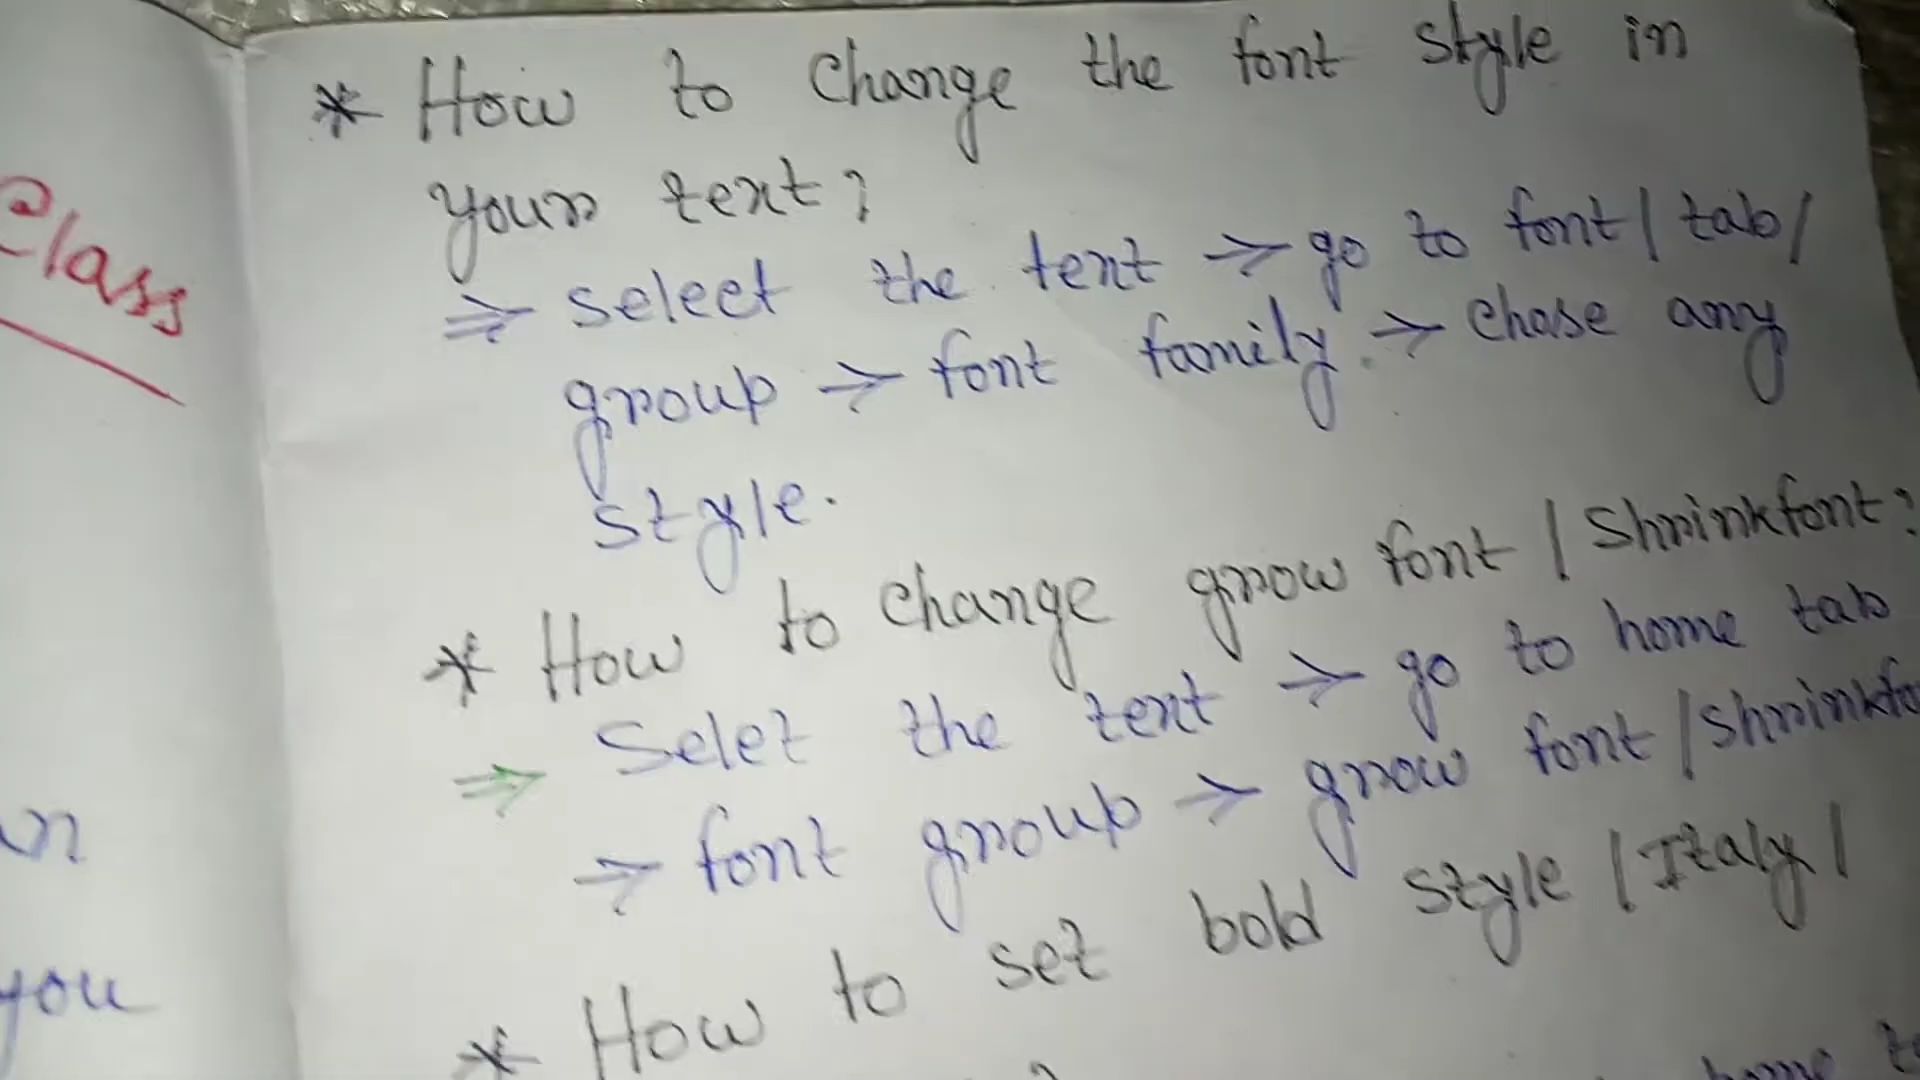 * How to change the font style in
your text?
⇒ select the text → go to font / tab /
group → font family → chose any
style.
* How to change grow font / Shrinkfont?
⇒ Selet the text → go to home tab
→ font group → grow font / shrinkfo
* How to set bold style / Italy /
home
Class
you